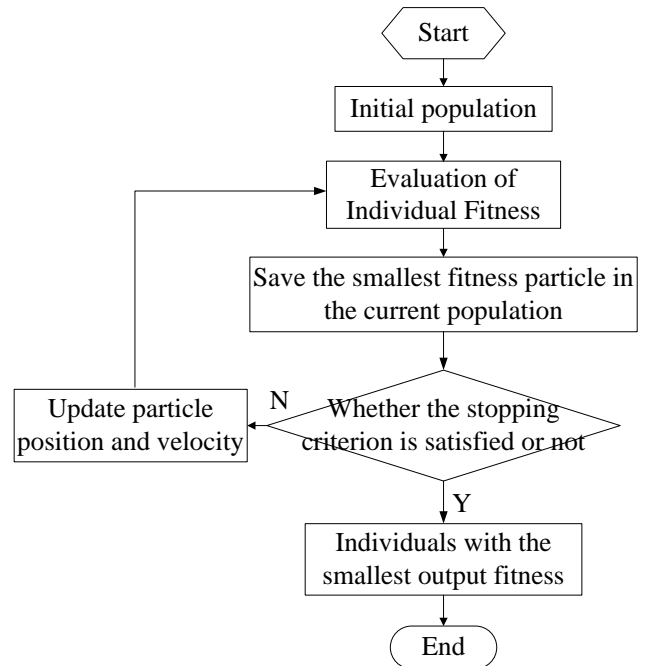 Start
Initial population
Evaluation of
Individual Fitness
Save the smallest fitness particle in
the current population
N
Whether the stopping
criterion is satisfied or not
Update particle
position and velocity
Y
Individuals with the
smallest output fitness
End